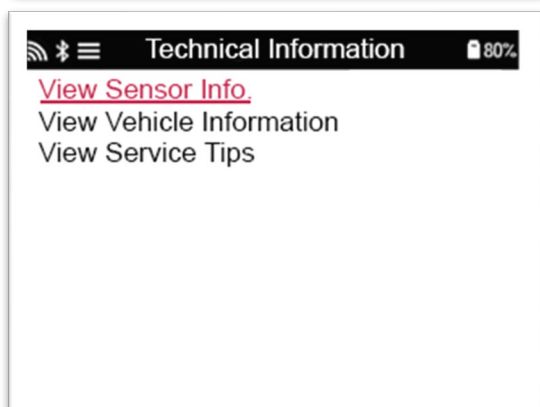 Technical Information 80%
View Sensor Info.
View Vehicle Information
View Service Tips